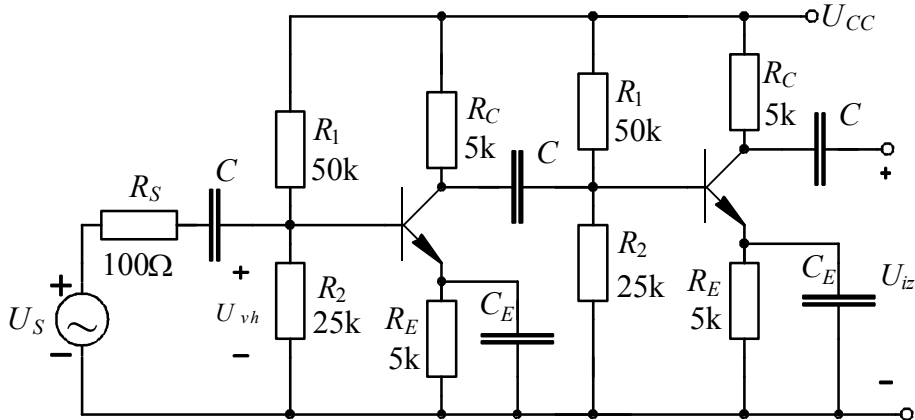 U_CC
R_1
50k
R_C
5k
C
R_1
50k
R_C
5k
C
+
R_S
100Ω
C
R_2
25k
R_E
5k
C_E
R_2
25k
R_E
5k
C_E
U_iz
-
+
U_S
-
+
U_vh
-